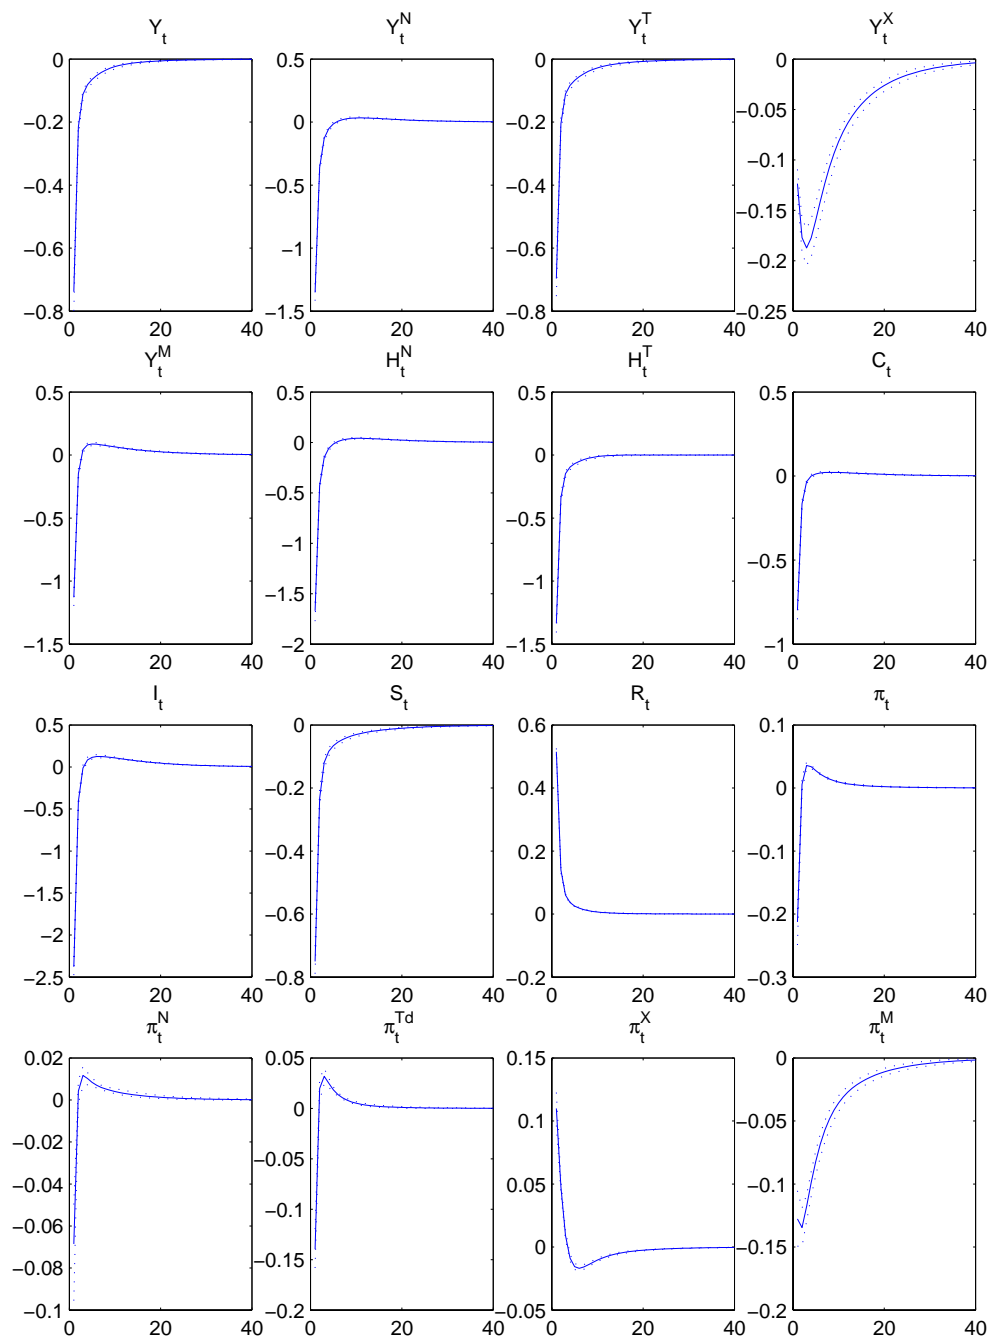 Y_t Y_t^N Y_t^T Y_t^X
0 0.5 0 0
−0.2 0 −0.2 −0.05
−0.4 −0.5 −0.4 −0.1
−0.15
−0.6 −1 −0.6 −0.2
−0.8 −1.5 −0.8 −0.25
0 20 40 0 20 40 0 20 40 0 20 40
Y_t^M H_t^N H_t^T C_t
0.5 0.5 0.5 0.5
0 0 0 0
−0.5 −0.5 −0.5 −0.5
−1 −1 −1
−1.5
−1.5 −2 −1.5 −1
0 20 40 0 20 40 0 20 40 0 20 40
I_t S_t R_t π_t
0.5 0 0.6 0.1
0 −0.2 0.4 0
−0.5
−1 −0.4 0.2 −0.1
−1.5
−2 −0.6 0 −0.2
−2.5 −0.8 −0.2 −0.3
0 20 40 0 20 40 0 20 40 0 20 40
π_t^N π_t^Td π_t^X π_t^M
0.02 0.05 0.15 0
0 0 0.1 −0.05
−0.02
−0.04 −0.05 0.05 −0.1
−0.06 −0.1
−0.08 −0.15 0 −0.15
−0.1 −0.2 −0.05 −0.2
0 20 40 0 20 40 0 20 40 0 20 40